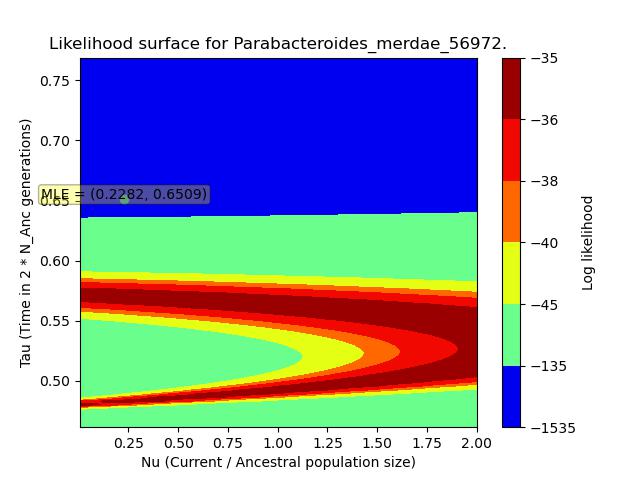 Likelihood surface for Parabacteroides_merdae_56972.
Tau (Time in 2 * N_Anc generations)
0.75
0.70
0.65
0.60
0.55
0.50
MLE = (0.2282, 0.6509)
0.25 0.50 0.75 1.00 1.25 1.50 1.75 2.00
Nu (Current / Ancestral population size)
−35
−36
−38
−40
−45
−135
−1535
Log likelihood